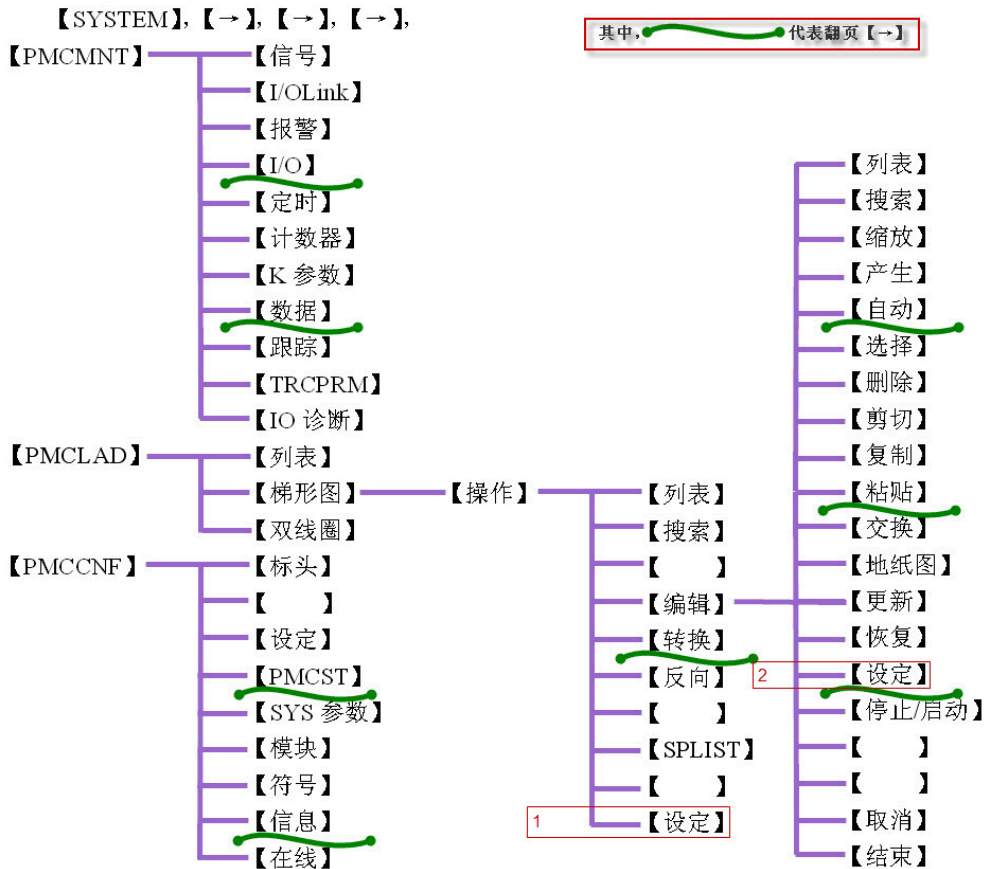 【SYSTEM】，【→】，【→】，【→】，
其中， 代表翻页【→】
【PMCMNT】
【信号】
【I/OLink】
【报警】
【I/O】
【定时】
【计数器】
【K 参数】
【数据】
【跟踪】
【TRCPRM】
【IO 诊断】
【PMCLAD】
【列表】
【梯形图】
【双线圈】
【PMCCNF】
【标头】
【 】
【设定】
【PMCST】
【SYS 参数】
【模块】
【符号】
【信息】
【在线】
【操作】
【列表】
【搜索】
【 】
【编辑】
【转换】
【反向】
【 】
【SPLIST】
【 】
1 【设定】
【列表】
【搜索】
【缩放】
【产生】
【自动】
【选择】
【删除】
【剪切】
【复制】
【粘贴】
【交换】
【地纸图】
【更新】
【恢复】
2 【设定】
【停止/启动】
【 】
【 】
【取消】
【结束】